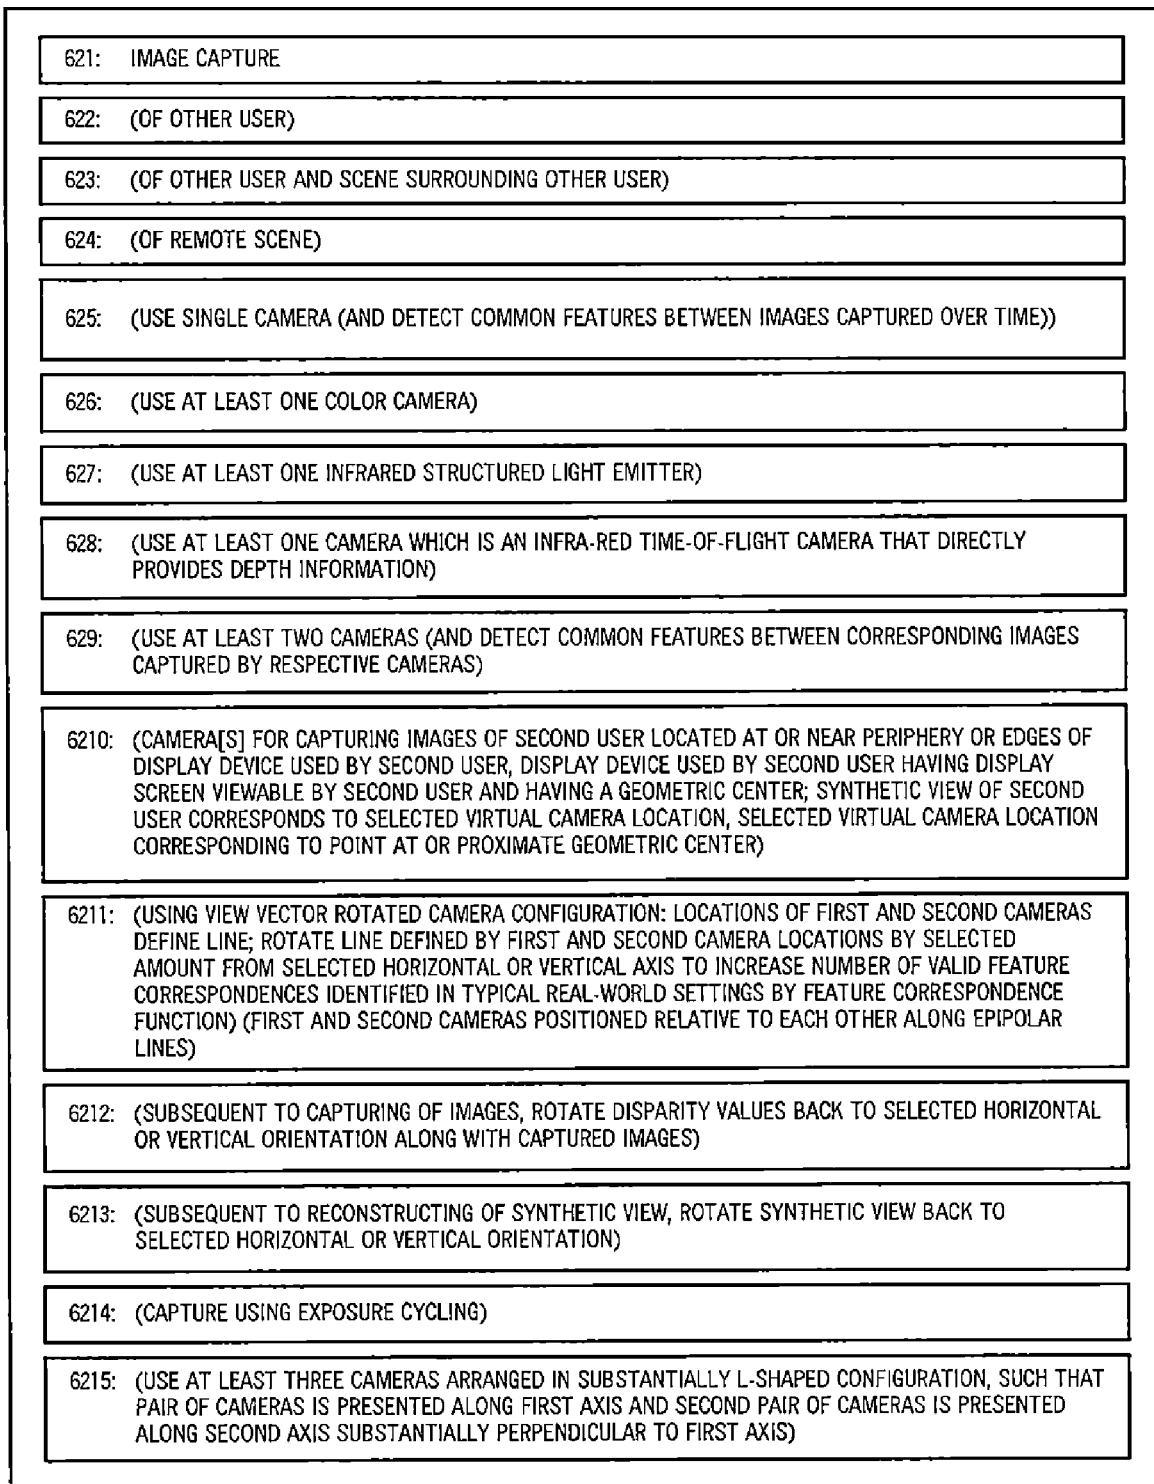 621: IMAGE CAPTURE
622: (OF OTHER USER)
623: (OF OTHER USER AND SCENE SURROUNDING OTHER USER)
624: (OF REMOTE SCENE)
625: (USE SINGLE CAMERA (AND DETECT COMMON FEATURES BETWEEN IMAGES CAPTURED OVER TIME))
626: (USE AT LEAST ONE COLOR CAMERA)
627: (USE AT LEAST ONE INFRARED STRUCTURED LIGHT EMITTER)
628: (USE AT LEAST ONE CAMERA WHICH IS AN INFRA-RED TIME-OF-FLIGHT CAMERA THAT DIRECTLY
PROVIDES DEPTH INFORMATION)
629: (USE AT LEAST TWO CAMERAS (AND DETECT COMMON FEATURES BETWEEN CORRESPONDING IMAGES
CAPTURED BY RESPECTIVE CAMERAS)
6210: (CAMERA[S] FOR CAPTURING IMAGES OF SECOND USER LOCATED AT OR NEAR PERIPHERY OR EDGES OF
DISPLAY DEVICE USED BY SECOND USER, DISPLAY DEVICE USED BY SECOND USER HAVING DISPLAY
SCREEN VIEWABLE BY SECOND USER AND HAVING A GEOMETRIC CENTER; SYNTHETIC VIEW OF SECOND
USER CORRESPONDS TO SELECTED VIRTUAL CAMERA LOCATION, SELECTED VIRTUAL CAMERA LOCATION
CORRESPONDING TO POINT AT OR PROXIMATE GEOMETRIC CENTER)
6211: (USING VIEW VECTOR ROTATED CAMERA CONFIGURATION: LOCATIONS OF FIRST AND SECOND CAMERAS
DEFINE LINE; ROTATE LINE DEFINED BY FIRST AND SECOND CAMERA LOCATIONS BY SELECTED
AMOUNT FROM SELECTED HORIZONTAL OR VERTICAL AXIS TO INCREASE NUMBER OF VALID FEATURE
CORRESPONDENCES IDENTIFIED IN TYPICAL REAL-WORLD SETTINGS BY FEATURE CORRESPONDENCE
FUNCTION) (FIRST AND SECOND CAMERAS POSITIONED RELATIVE TO EACH OTHER ALONG EPIPOLAR
LINES)
6212: (SUBSEQUENT TO CAPTURING OF IMAGES, ROTATE DISPARITY VALUES BACK TO SELECTED HORIZONTAL
OR VERTICAL ORIENTATION ALONG WITH CAPTURED IMAGES)
6213: (SUBSEQUENT TO RECONSTRUCTING OF SYNTHETIC VIEW, ROTATE SYNTHETIC VIEW BACK TO
SELECTED HORIZONTAL OR VERTICAL ORIENTATION)
6214: (CAPTURE USING EXPOSURE CYCLING)
6215: (USE AT LEAST THREE CAMERAS ARRANGED IN SUBSTANTIALLY L-SHAPED CONFIGURATION, SUCH THAT
PAIR OF CAMERAS IS PRESENTED ALONG FIRST AXIS AND SECOND PAIR OF CAMERAS IS PRESENTED
ALONG SECOND AXIS SUBSTANTIALLY PERPENDICULAR TO FIRST AXIS)